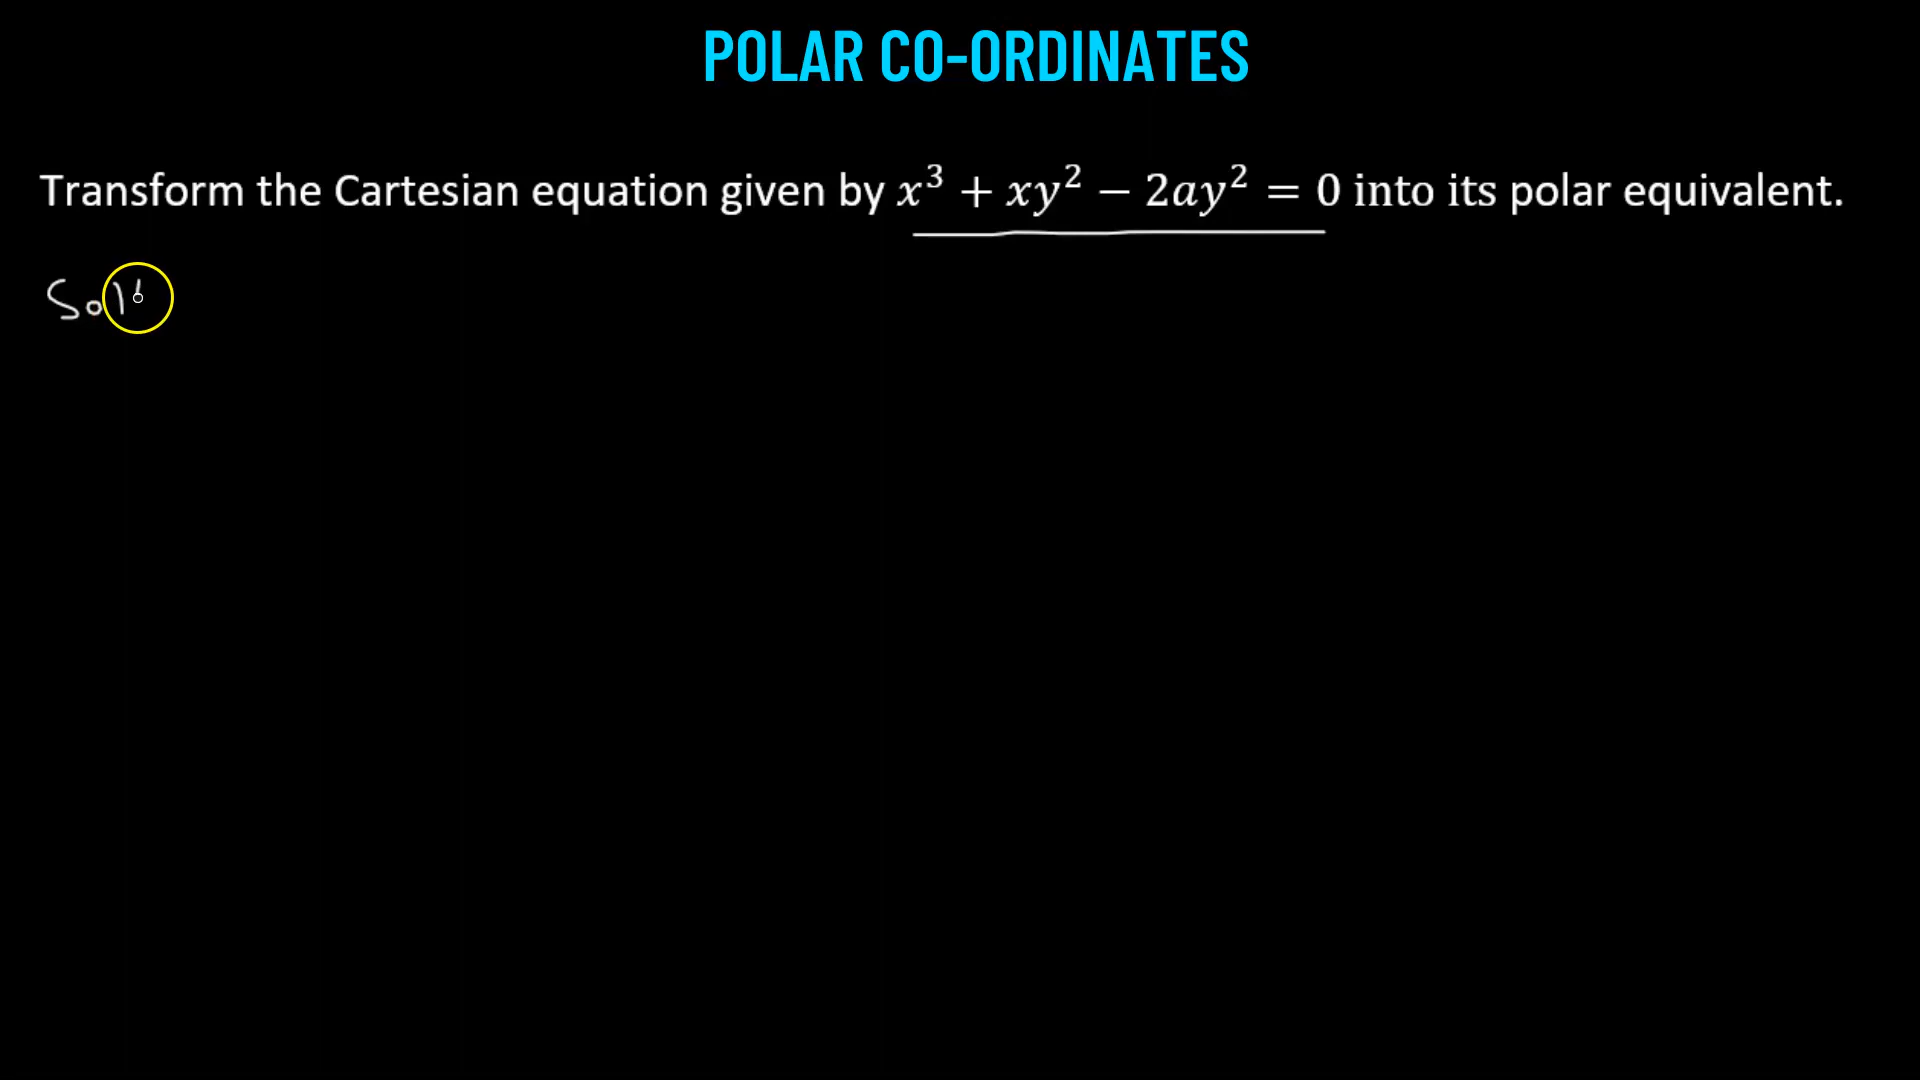 POLAR CO-ORDINATES
Transform the Cartesian equation given by x³ + xy² − 2ay² = 0 into its polar equivalent.
Sol